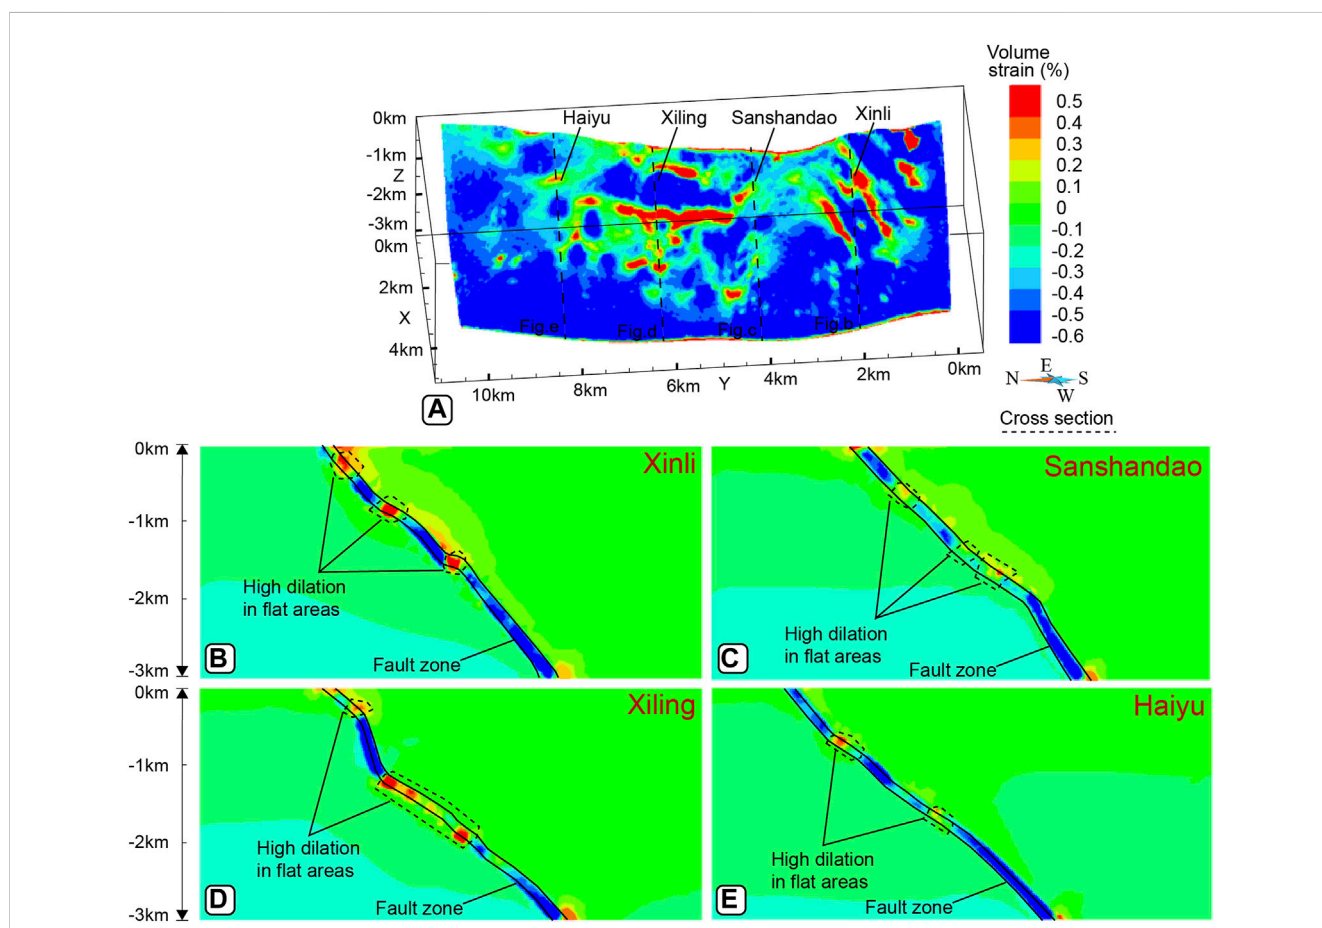 Volume
strain (%)
0.5
0.4
0.3
0.2
0.1
0
-0.1
-0.2
-0.3
-0.4
-0.5
-0.6
0km
-1km
Z
-2km
-3km
0km
2km
X
4km
Haiyu
Xiling
Sanshandao
Xinli
Fig.e
Fig.d
Fig.c
Fig.b
10km
8km
6km
Y
4km
2km
0km
A
E
N
S
W
Cross section
0km
-1km
-2km
-3km
Xinli
High dilation
in flat areas
Fault zone
B
Sanshandao
High dilation
in flat areas
Fault zone
C
0km
-1km
-2km
-3km
Xiling
High dilation
in flat areas
Fault zone
D
Haiyu
High dilation
in flat areas
Fault zone
E